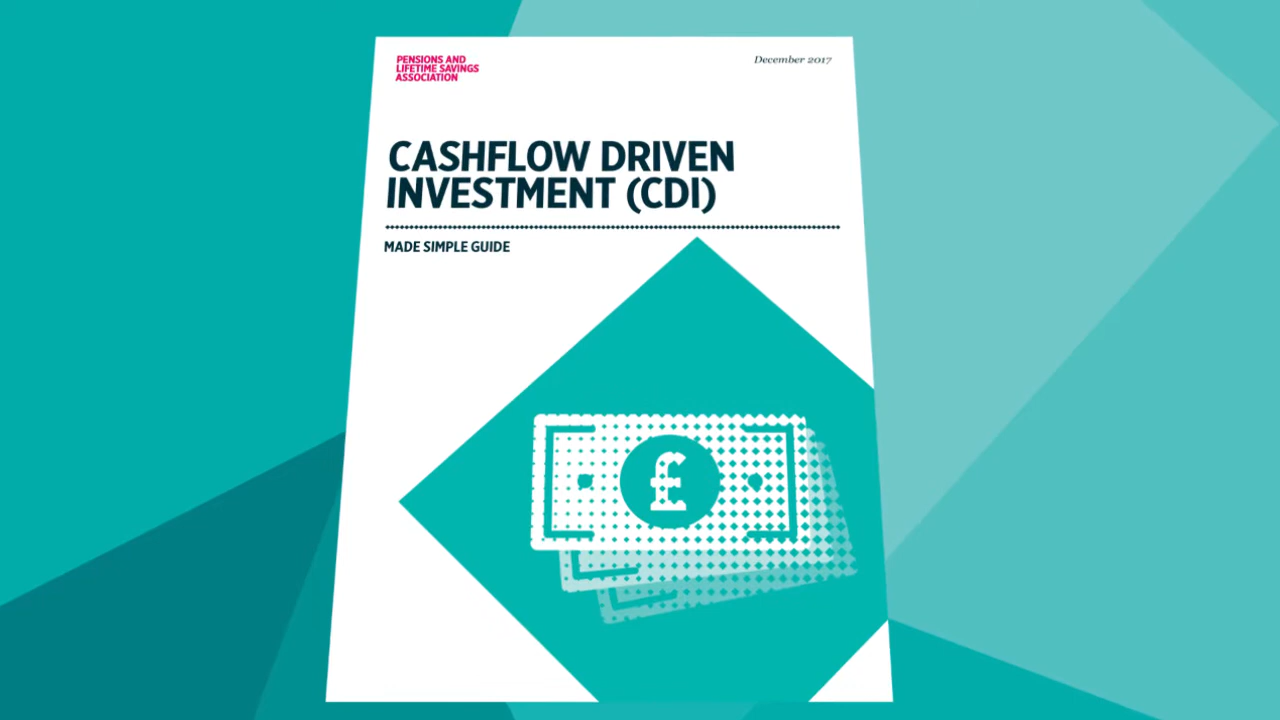 PENSIONS AND
LIFETIME SAVINGS
ASSOCIATION
December 2017
CASHFLOW DRIVEN
INVESTMENT (CDI)
MADE SIMPLE GUIDE
£